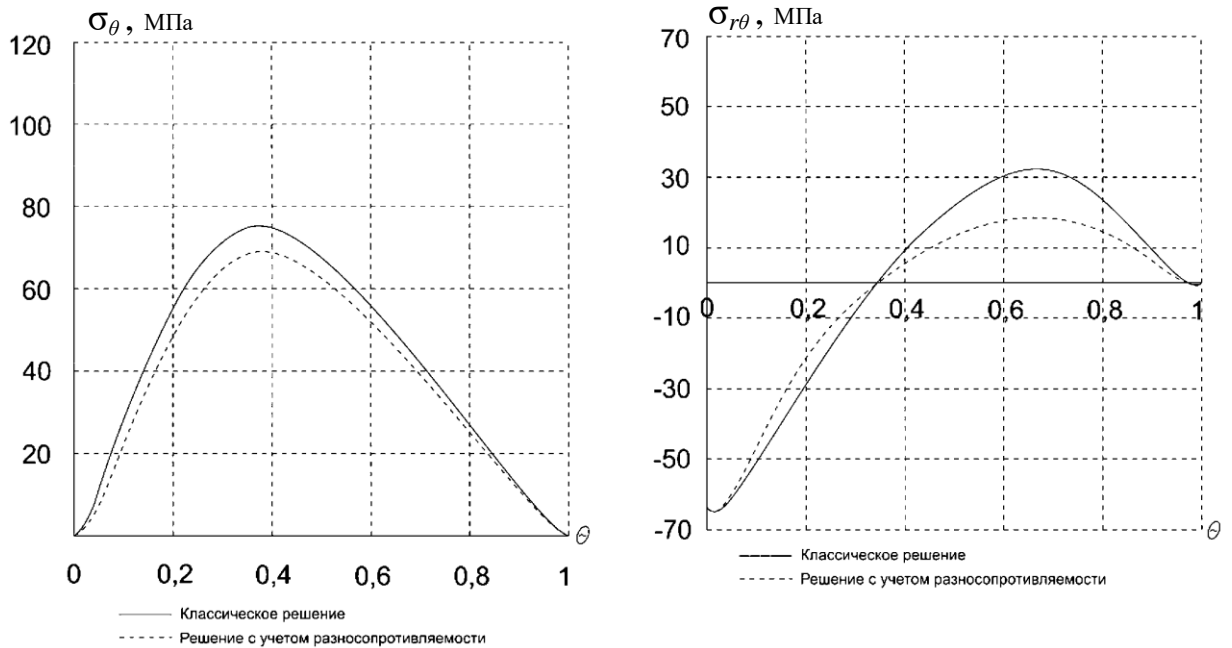 σθ, МПа
120
100
80
60
40
20
0 0,2 0,4 0,6 0,8 1
θ
Классическое решение
Решение с учетом разносопротивляемости
σrθ, МПа
70
50
30
10
-10
-30
-50
-70
0 0,2 0,4 0,6 0,8 1
θ
Классическое решение
Решение с учетом разносопротивляемости